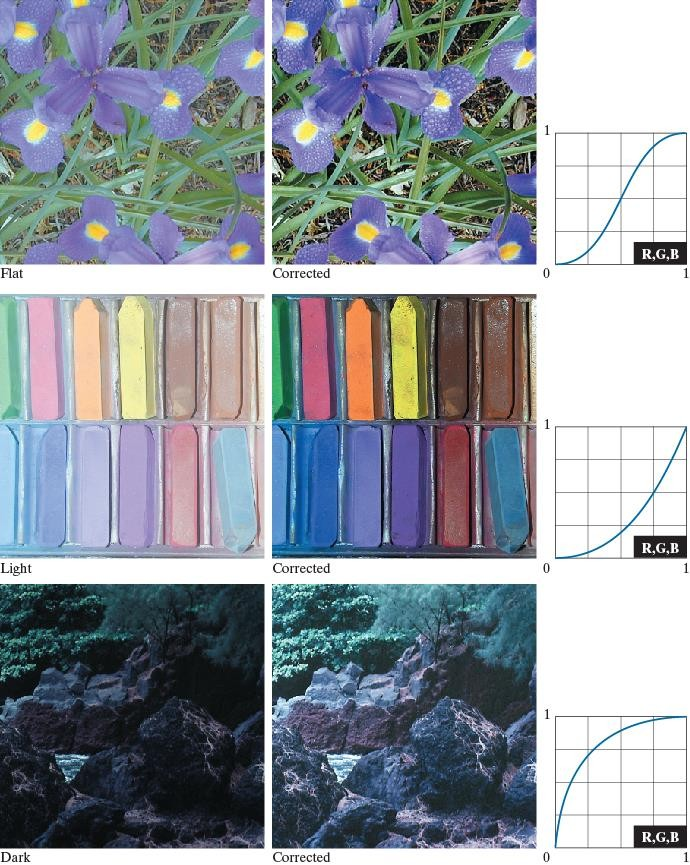 1
R,G,B
Flat
Corrected
0
1
1
R,G,B
Light
Corrected
0
1
1
R,G,B
Dark
Corrected
0
1